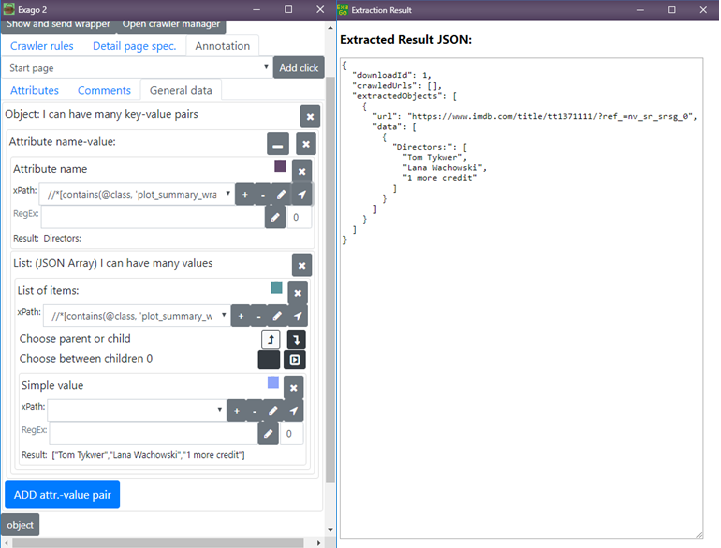 Exago 2
Show and send wrapper Open crawler manager
Crawler rules Detail page spec. Annotation
Start page Add click
Attributes Comments General data
Object: I can have many key-value pairs
Attribute name-value:
Attribute name
xPath: //*[contains(@class, 'plot_summary_wra + -
RegEx: 0
Result: Directors:
List: (JSON Array) I can have many values
List of items:
xPath: //*[contains(@class, 'plot_summary_w + -
Choose parent or child
Choose between children 0
Simple value
xPath: + -
RegEx: 0
Result: ["Tom Tykwer","Lana Wachowski","1 more credit"]
ADD attr.-value pair
object
Extraction Result
Extracted Result JSON:
{
"downloadId": 1,
"crawledUrls": [],
"extractedObjects": [
{
"url": "https://www.imdb.com/title/tt1371111/?ref_=nv_sr_srsg_0",
"data": [
{
"Directors:": [
"Tom Tykwer",
"Lana Wachowski",
"1 more credit"
]
}
]
}
]
}